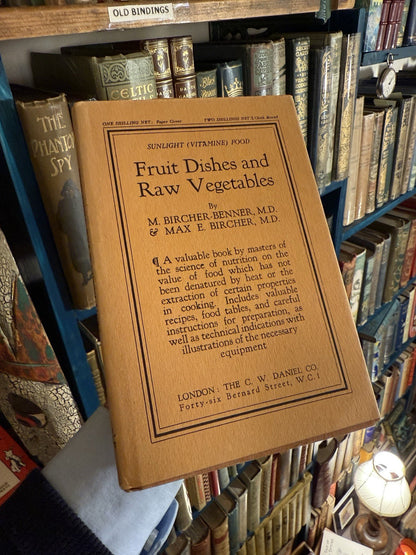 OLD BINDINGS
CELTIC
THE
PHANTOM
SPY
ONE SHILLING NET: Paper Cover
TWO SHILLINGS NET: Cloth Bound
SUNLIGHT (VITAMINE) FOOD
Fruit Dishes and
Raw Vegetables
By
M. BIRCHER-BENNER, M.D.
& MAX E. BIRCHER, M.D.
¶ A valuable book by masters of
the science of nutrition on the
value of food which has not
been denatured by heat or the
extraction of certain properties
in cooking. Includes valuable
recipes, food tables, and careful
instructions for preparation, as
well as technical indications with
illustrations of the necessary
equipment
LONDON: THE C. W. DANIEL CO.
Forty-six Bernard Street, W.C.1